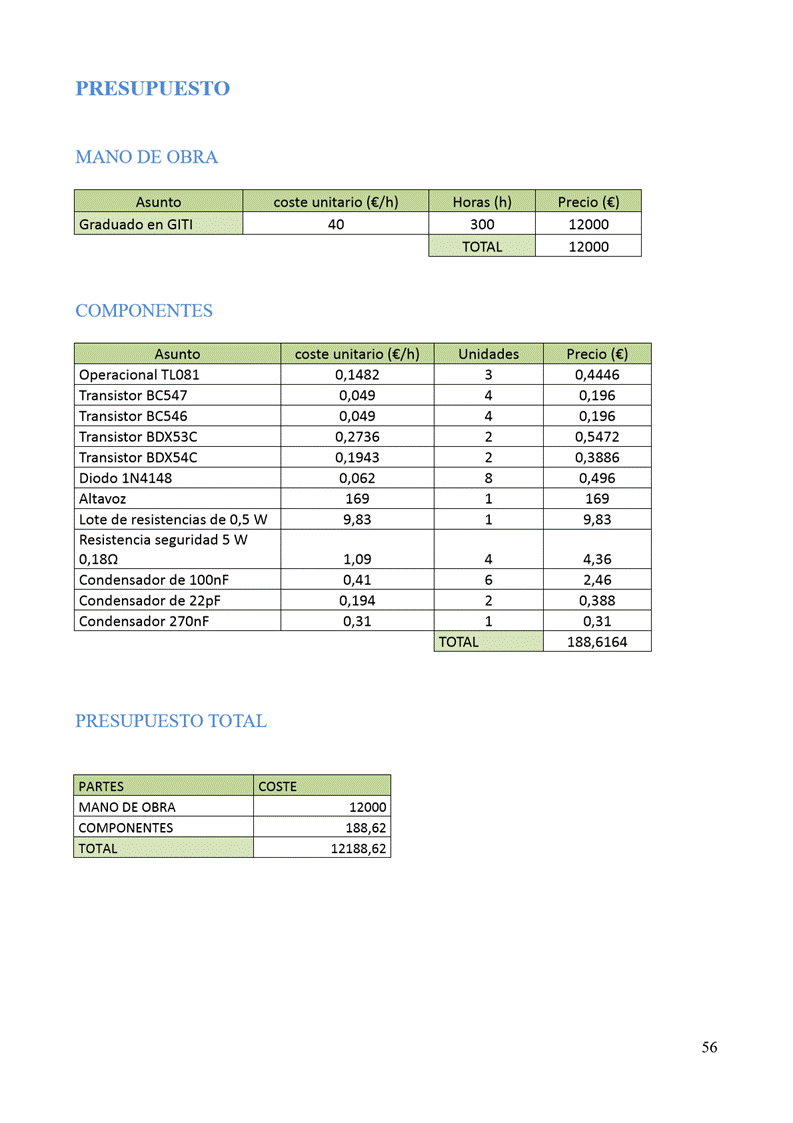 PRESUPUESTO
MANO DE OBRA
Asunto coste unitario (€/h) Horas (h) Precio (€)
Graduado en GITI 40 300 12000
TOTAL 12000
COMPONENTES
Asunto coste unitario (€/h) Unidades Precio (€)
Operacional TL081 0,1482 3 0,4446
Transistor BC547 0,049 4 0,196
Transistor BC546 0,049 4 0,196
Transistor BDX53C 0,2736 2 0,5472
Transistor BDX54C 0,1943 2 0,3886
Diodo 1N4148 0,062 8 0,496
Altavoz 169 1 169
Lote de resistencias de 0,5 W 9,83 1 9,83
Resistencia seguridad 5 W
0,18Ω 1,09 4 4,36
Condensador de 100nF 0,41 6 2,46
Condensador de 22pF 0,194 2 0,388
Condensador 270nF 0,31 1 0,31
TOTAL 188,6164
PRESUPUESTO TOTAL
PARTES COSTE
MANO DE OBRA 12000
COMPONENTES 188,62
TOTAL 12188,62
56